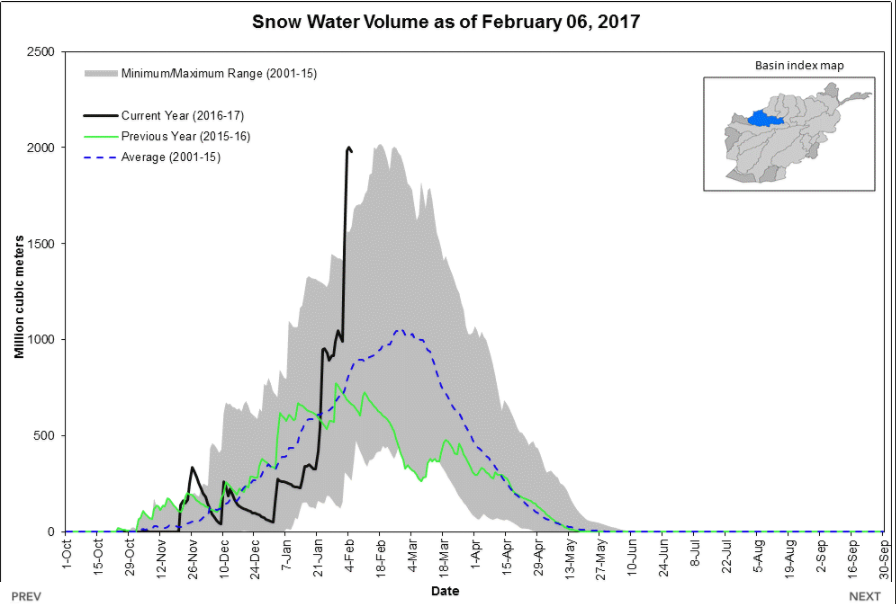 Snow Water Volume as of February 06, 2017
2500
2000
1500
1000
500
0
Million cubic meters
Minimum/Maximum Range (2001-15)
Current Year (2016-17)
Previous Year (2015-16)
Average (2001-15)
Basin index map
1-Oct
15-Oct
29-Oct
12-Nov
26-Nov
10-Dec
24-Dec
7-Jan
21-Jan
4-Feb
18-Feb
4-Mar
18-Mar
1-Apr
15-Apr
29-Apr
13-May
27-May
10-Jun
24-Jun
8-Jul
22-Jul
5-Aug
19-Aug
2-Sep
16-Sep
30-Sep
Date
PREV
NEXT